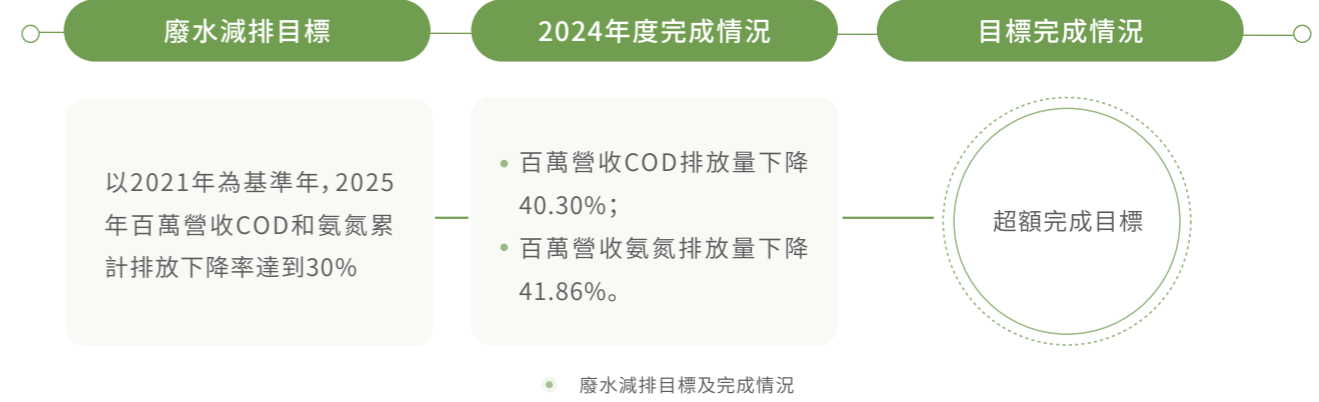 廢水減排目標
2024年度完成情況
目標完成情況
以2021年為基準年，2025
年百萬營收COD和氨氮累
計排放下降率達到30%
百萬營收COD排放量下降
40.30%；
百萬營收氨氮排放量下降
41.86%。
超額完成目標
廢水減排目標及完成情況